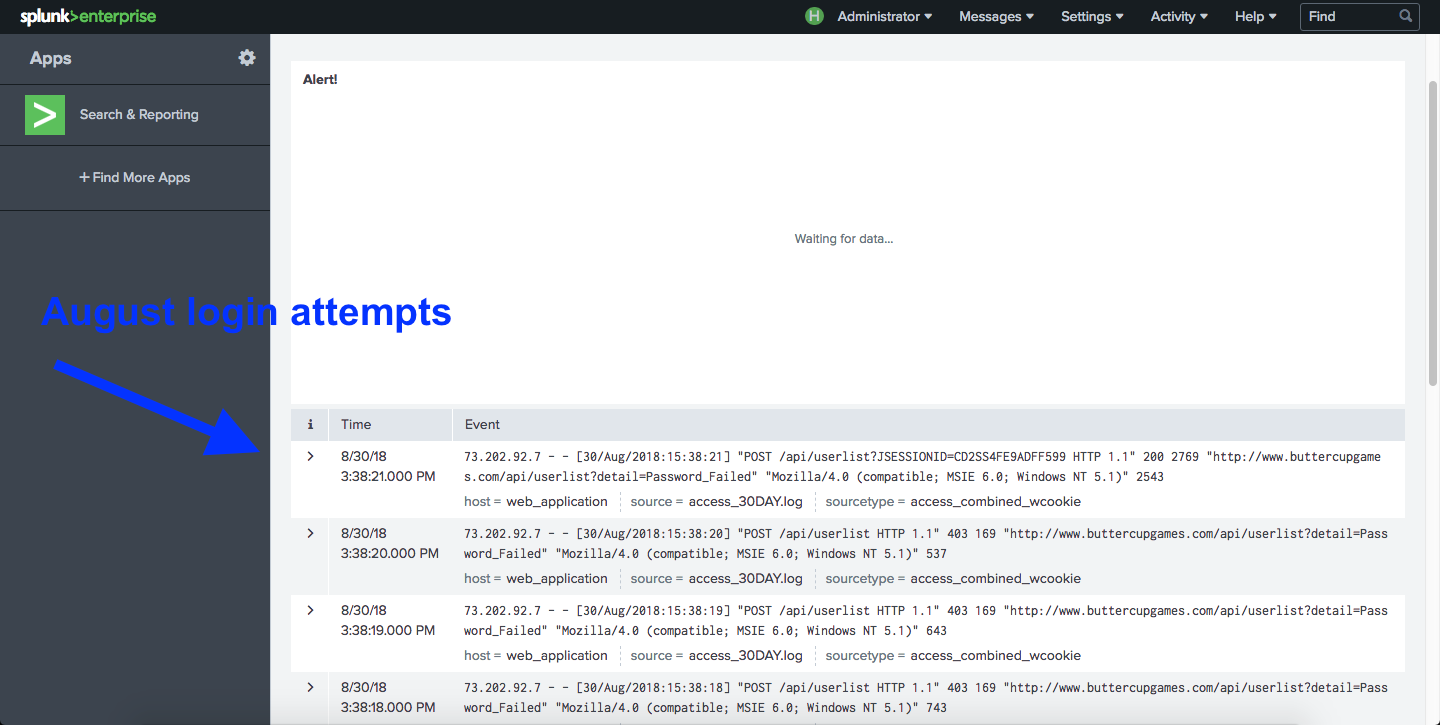 splunk>enterprise
H Administrator Messages Settings Activity Help Find
Apps
Search & Reporting
+ Find More Apps
Alert!
Waiting for data...
August login attempts
i Time Event
8/30/18
3:38:21.000 PM
73.202.92.7 - - [30/Aug/2018:15:38:21] "POST /api/userlist?JSESSIONID=CD2SS4FE9ADFF599 HTTP 1.1" 200 2769 "http://www.buttercupgame
s.com/api/userlist?detail=Password_Failed" "Mozilla/4.0 (compatible; MSIE 6.0; Windows NT 5.1)" 2543
host = web_application source = access_30DAY.log sourcetype = access_combined_wcookie
8/30/18
3:38:20.000 PM
73.202.92.7 - - [30/Aug/2018:15:38:20] "POST /api/userlist HTTP 1.1" 403 169 "http://www.buttercupgames.com/api/userlist?detail=Pass
word_Failed" "Mozilla/4.0 (compatible; MSIE 6.0; Windows NT 5.1)" 537
host = web_application source = access_30DAY.log sourcetype = access_combined_wcookie
8/30/18
3:38:19.000 PM
73.202.92.7 - - [30/Aug/2018:15:38:19] "POST /api/userlist HTTP 1.1" 403 169 "http://www.buttercupgames.com/api/userlist?detail=Pass
word_Failed" "Mozilla/4.0 (compatible; MSIE 6.0; Windows NT 5.1)" 643
host = web_application source = access_30DAY.log sourcetype = access_combined_wcookie
8/30/18
3:38:18.000 PM
73.202.92.7 - - [30/Aug/2018:15:38:18] "POST /api/userlist HTTP 1.1" 403 169 "http://www.buttercupgames.com/api/userlist?detail=Pass
word_Failed" "Mozilla/4.0 (compatible; MSIE 6.0; Windows NT 5.1)" 743